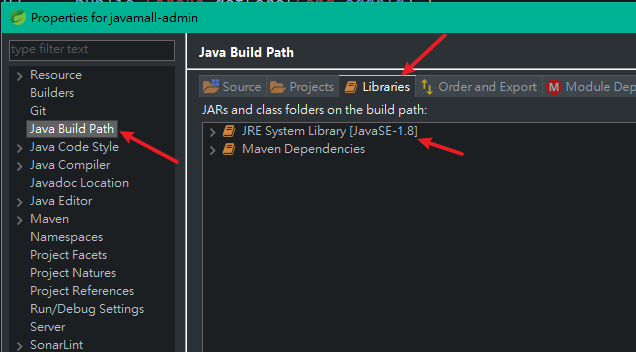 Properties for javamall-admin
type filter text
Resource
Builders
Git
Java Build Path
Java Code Style
Java Compiler
Javadoc Location
Java Editor
Maven
Namespaces
Project Facets
Project Natures
Project References
Run/Debug Settings
Server
SonarLint
Java Build Path
Source Projects Libraries Order and Export M Module Dep
JARs and class folders on the build path:
JRE System Library [JavaSE-1.8]
Maven Dependencies